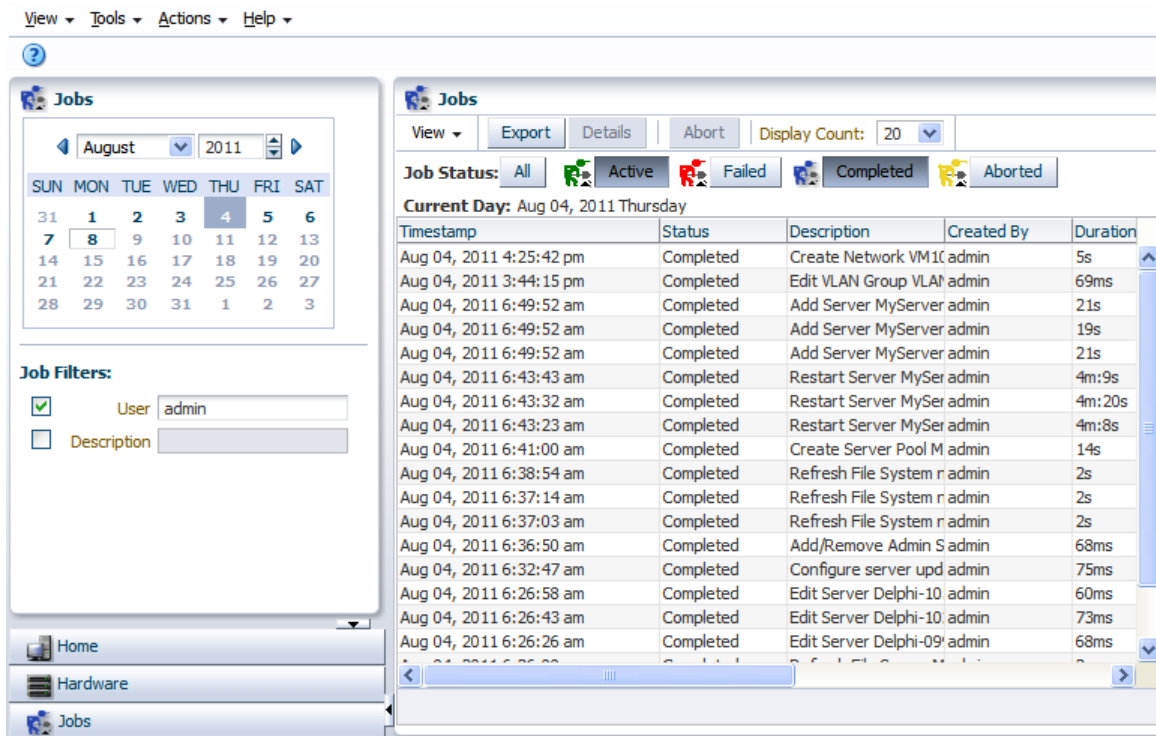 View Tools Actions Help
Jobs
August 2011
SUN MON TUE WED THU FRI SAT
31 1 2 3 4 5 6
7 8 9 10 11 12 13
14 15 16 17 18 19 20
21 22 23 24 25 26 27
28 29 30 31 1 2 3
Job Filters:
User admin
Description
Home
Hardware
Jobs
Jobs
View Export Details Abort Display Count: 20
Job Status: All Active Failed Completed Aborted
Current Day: Aug 04, 2011 Thursday
Timestamp Status Description Created By Duration
Aug 04, 2011 4:25:42 pm Completed Create Network VM10 admin 5s
Aug 04, 2011 3:44:15 pm Completed Edit VLAN Group VLAN admin 69ms
Aug 04, 2011 6:49:52 am Completed Add Server MyServer admin 21s
Aug 04, 2011 6:49:52 am Completed Add Server MyServer admin 19s
Aug 04, 2011 6:49:52 am Completed Add Server MyServer admin 21s
Aug 04, 2011 6:43:43 am Completed Restart Server MySer admin 4m:9s
Aug 04, 2011 6:43:32 am Completed Restart Server MySer admin 4m:20s
Aug 04, 2011 6:43:23 am Completed Restart Server MySer admin 4m:8s
Aug 04, 2011 6:41:00 am Completed Create Server Pool M admin 14s
Aug 04, 2011 6:38:54 am Completed Refresh File System n admin 2s
Aug 04, 2011 6:37:14 am Completed Refresh File System n admin 2s
Aug 04, 2011 6:37:03 am Completed Refresh File System n admin 2s
Aug 04, 2011 6:36:50 am Completed Add/Remove Admin S admin 68ms
Aug 04, 2011 6:32:47 am Completed Configure server upd admin 75ms
Aug 04, 2011 6:26:58 am Completed Edit Server Delphi-10 admin 60ms
Aug 04, 2011 6:26:43 am Completed Edit Server Delphi-10 admin 73ms
Aug 04, 2011 6:26:26 am Completed Edit Server Delphi-09 admin 68ms